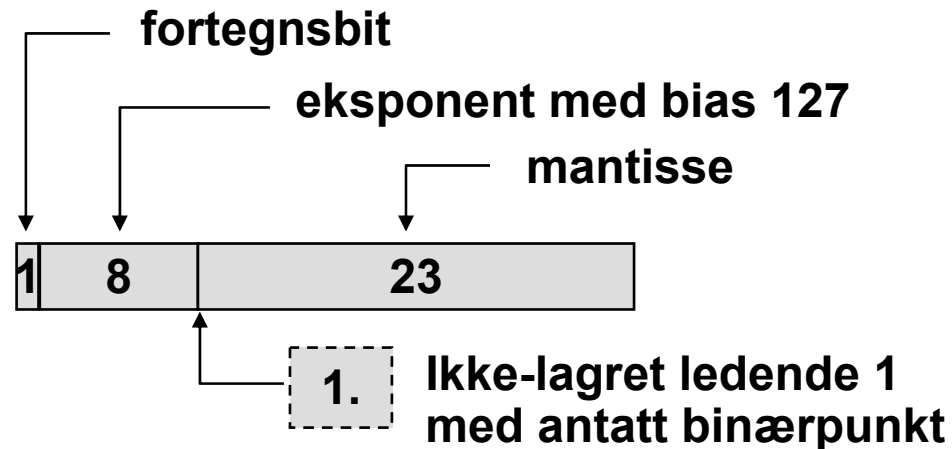 fortegnsbit
eksponent med bias 127
mantisse
1 8 23
1. Ikke-lagret ledende 1
med antatt binærpunkt